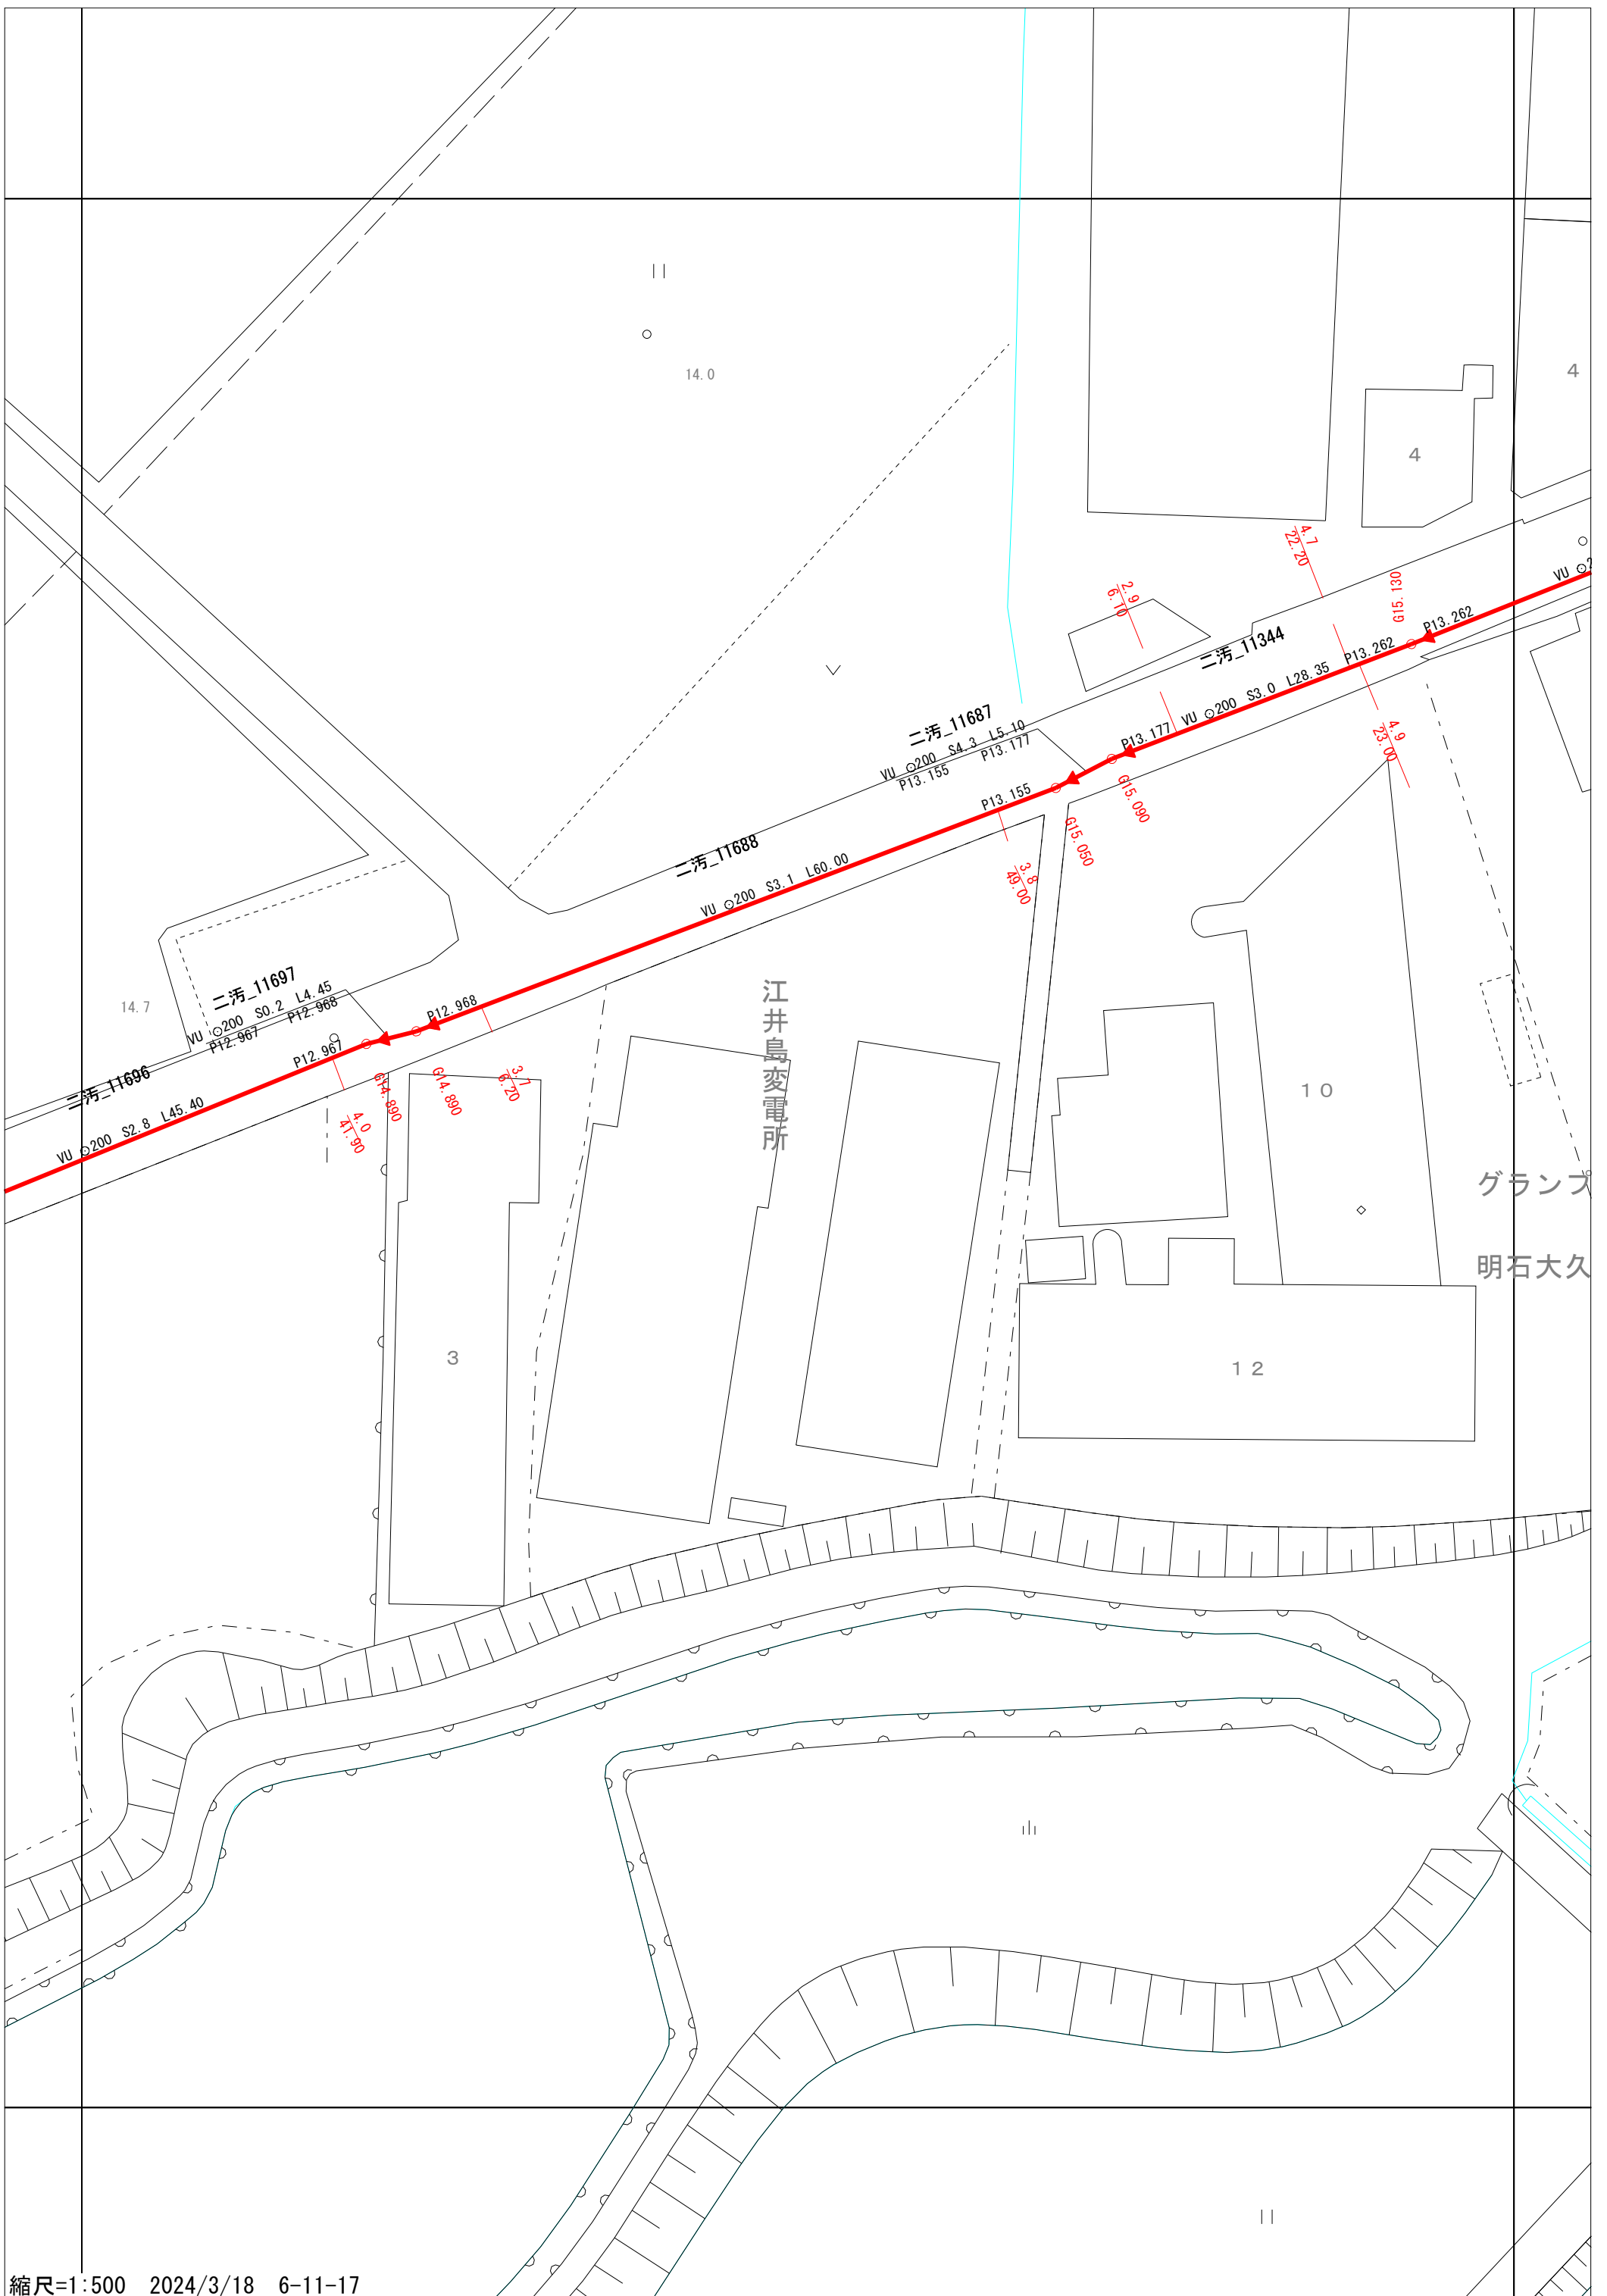 14.0
4
4
4.7
22.20
G15.130
VU ⊙2
P13.262
2.9
6.10
二汚_11344
P13.262
VU ⊙200 S3.0 L28.35
4.9
23.00
二汚_11687
VU ⊙200 S4.3 L5.10
P13.155
P13.177
P13.177
G15.090
P13.155
G15.050
二汚_11688
VU ⊙200 S3.1 L60.00
3.8
49.00
14.7
二汚_11697
VU ⊙200 S0.2 L4.45
P12.967
P12.968
P12.968
P12.967
G14.890
G14.890
3.7
6.20
二汚_11696
VU ⊙200 S2.8 L45.40
4.0
41.90
江井島変電所
10
グランプ
明石大久
3
12
縮尺=1:500 2024/3/18 6-11-17